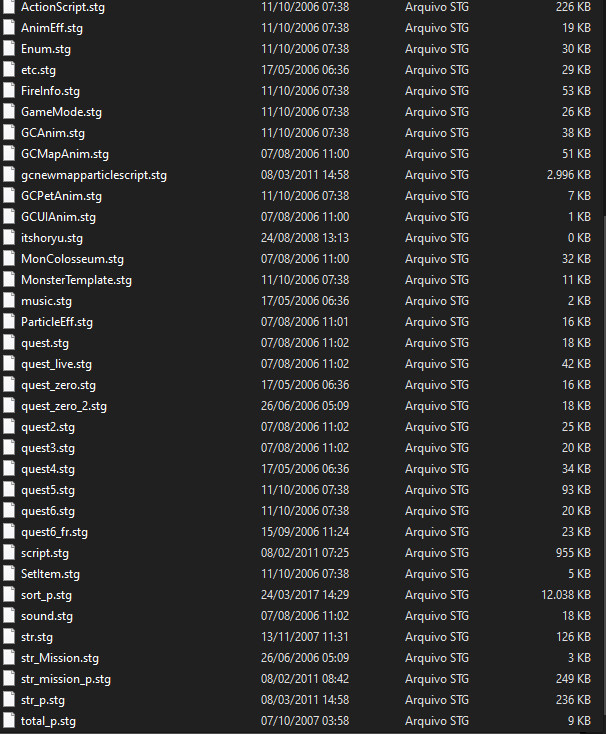 ActionScript.stg 11/10/2006 07:38 Arquivo STG 226 KB
AnimEff.stg 11/10/2006 07:38 Arquivo STG 19 KB
Enum.stg 11/10/2006 07:38 Arquivo STG 30 KB
etc.stg 17/05/2006 06:36 Arquivo STG 29 KB
FireInfo.stg 11/10/2006 07:38 Arquivo STG 53 KB
GameMode.stg 11/10/2006 07:38 Arquivo STG 26 KB
GCAnim.stg 11/10/2006 07:38 Arquivo STG 38 KB
GCMapAnim.stg 07/08/2006 11:00 Arquivo STG 51 KB
gcnewmapparticlescript.stg 08/03/2011 14:58 Arquivo STG 2.996 KB
GCPetAnim.stg 11/10/2006 07:38 Arquivo STG 7 KB
GCUIAnim.stg 07/08/2006 11:00 Arquivo STG 1 KB
itshoryu.stg 24/08/2008 13:13 Arquivo STG 0 KB
MonColosseum.stg 07/08/2006 11:00 Arquivo STG 32 KB
MonsterTemplate.stg 11/10/2006 07:38 Arquivo STG 11 KB
music.stg 17/05/2006 06:36 Arquivo STG 2 KB
ParticleEff.stg 07/08/2006 11:01 Arquivo STG 16 KB
quest.stg 07/08/2006 11:02 Arquivo STG 18 KB
quest_live.stg 07/08/2006 11:02 Arquivo STG 42 KB
quest_zero.stg 17/05/2006 06:36 Arquivo STG 16 KB
quest_zero_2.stg 26/06/2006 05:09 Arquivo STG 18 KB
quest2.stg 07/08/2006 11:02 Arquivo STG 25 KB
quest3.stg 07/08/2006 11:02 Arquivo STG 20 KB
quest4.stg 17/05/2006 06:36 Arquivo STG 34 KB
quest5.stg 11/10/2006 07:38 Arquivo STG 93 KB
quest6.stg 11/10/2006 07:38 Arquivo STG 20 KB
quest6_fr.stg 15/09/2006 11:24 Arquivo STG 23 KB
script.stg 08/02/2011 07:25 Arquivo STG 955 KB
SetItem.stg 11/10/2006 07:38 Arquivo STG 5 KB
sort_p.stg 24/03/2017 14:29 Arquivo STG 12.038 KB
sound.stg 07/08/2006 11:02 Arquivo STG 18 KB
str.stg 13/11/2007 11:31 Arquivo STG 126 KB
str_Mission.stg 26/06/2006 05:09 Arquivo STG 3 KB
str_mission_p.stg 08/02/2011 08:42 Arquivo STG 249 KB
str_p.stg 08/03/2011 14:58 Arquivo STG 236 KB
total_p.stg 07/10/2007 03:58 Arquivo STG 9 KB